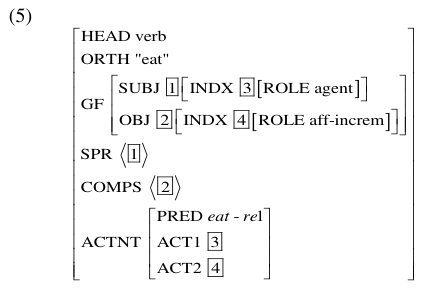 (5)
HEAD verb
ORTH "eat"
GF [SUBJ [1][INDX [3][ROLE agent]]
OBJ [2][INDX [4][ROLE aff-increm]]]
SPR ⟨[1]⟩
COMPS ⟨[2]⟩
ACTNT [PRED eat - rel
ACT1 [3]
ACT2 [4]]